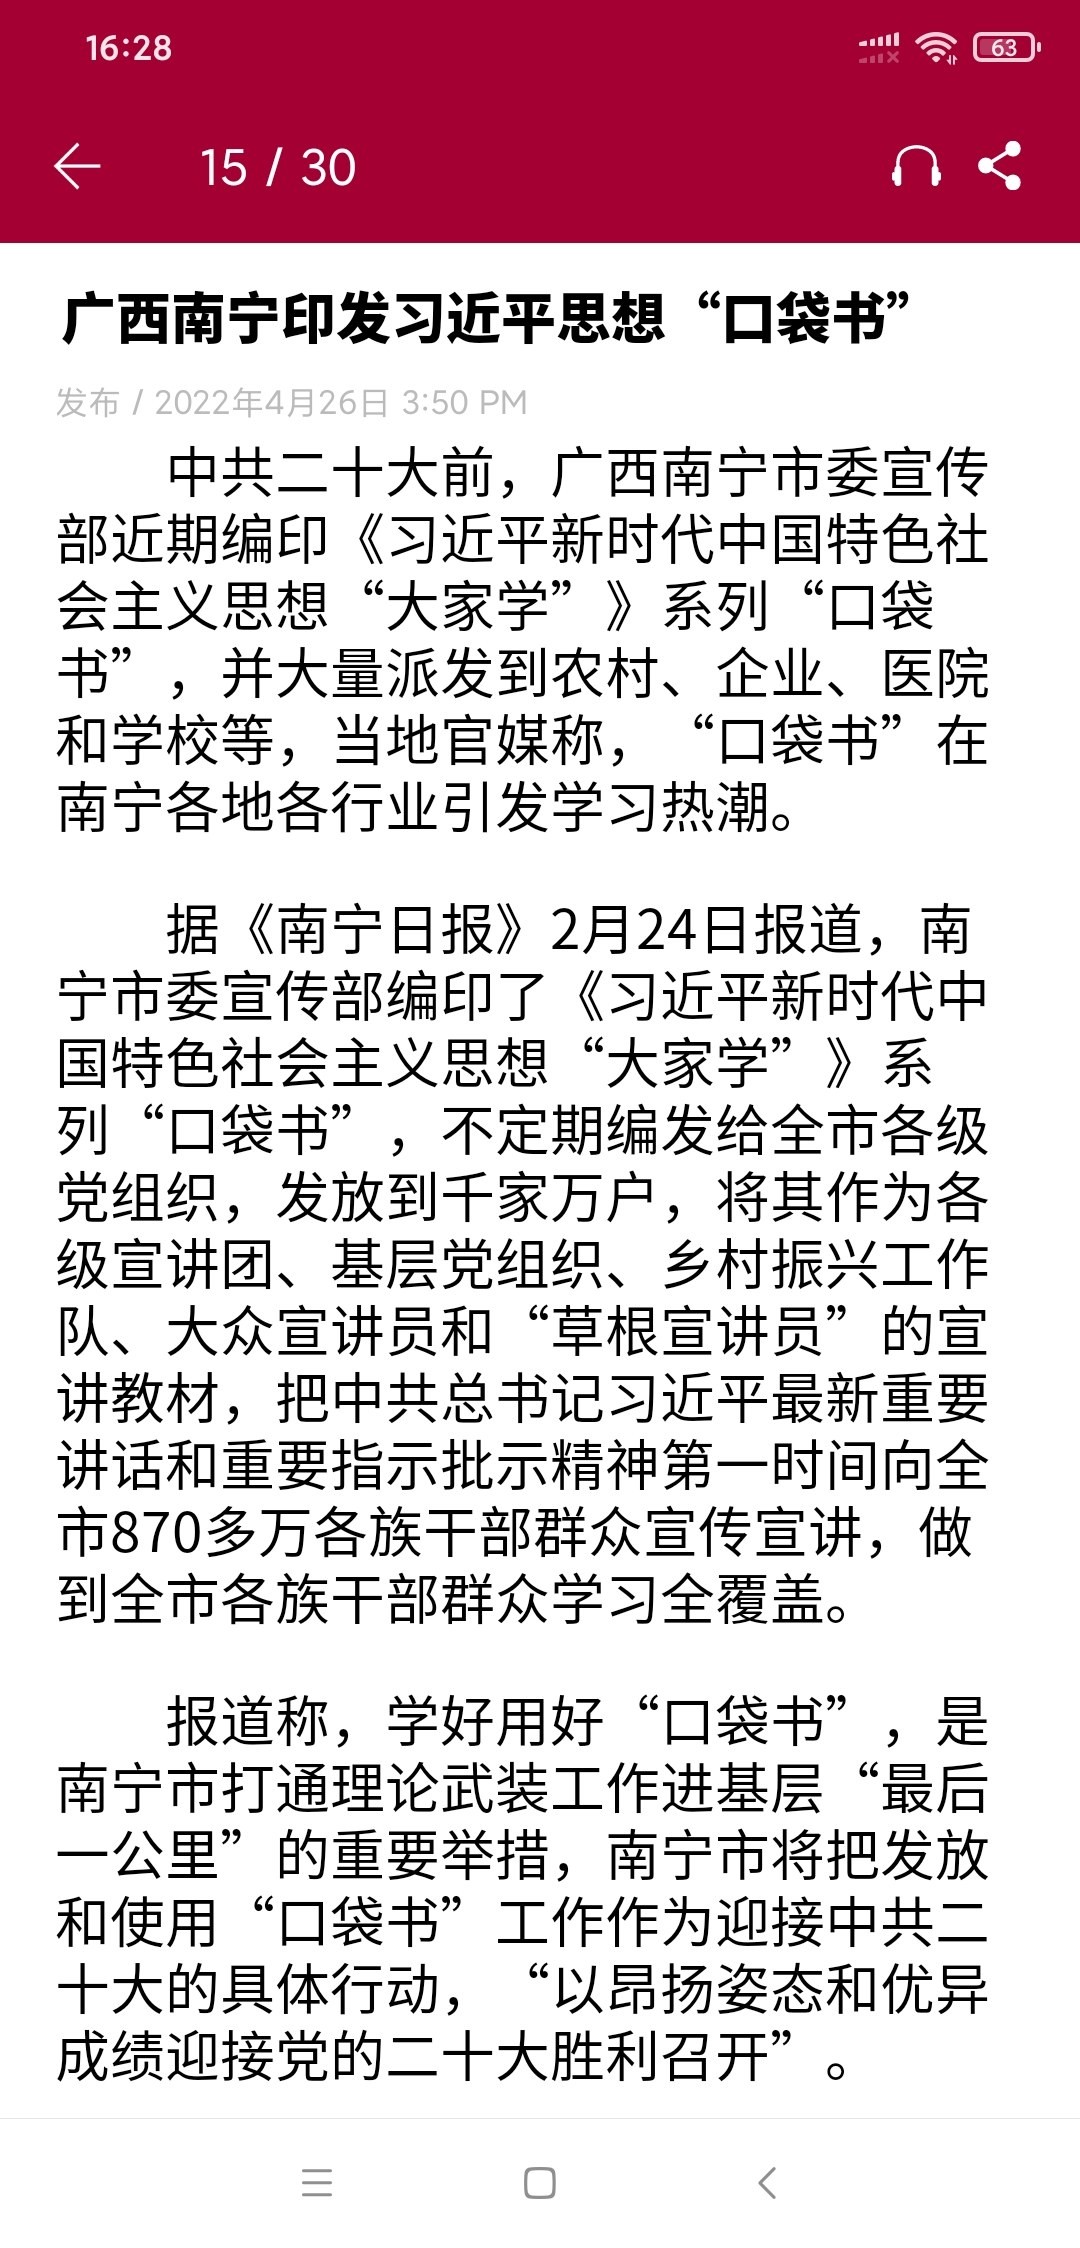 16:28
63
15 / 30
广西南宁印发习近平思想“口袋书”
发布 / 2022年4月26日 3:50 PM
中共二十大前，广西南宁市委宣传
部近期编印《习近平新时代中国特色社
会主义思想“大家学”》系列“口袋
书”，并大量派发到农村、企业、医院
和学校等，当地官媒称，“口袋书”在
南宁各地各行业引发学习热潮。
据《南宁日报》2月24日报道，南
宁市委宣传部编印了《习近平新时代中
国特色社会主义思想“大家学”》系
列“口袋书”，不定期编发给全市各级
党组织，发放到千家万户，将其作为各
级宣讲团、基层党组织、乡村振兴工作
队、大众宣讲员和“草根宣讲员”的宣
讲教材，把中共总书记习近平最新重要
讲话和重要指示批示精神第一时间向全
市870多万各族干部群众宣传宣讲，做
到全市各族干部群众学习全覆盖。
报道称，学好用好“口袋书”，是
南宁市打通理论武装工作进基层“最后
一公里”的重要举措，南宁市将把发放
和使用“口袋书”工作作为迎接中共二
十大的具体行动，“以昂扬姿态和优异
成绩迎接党的二十大胜利召开”。